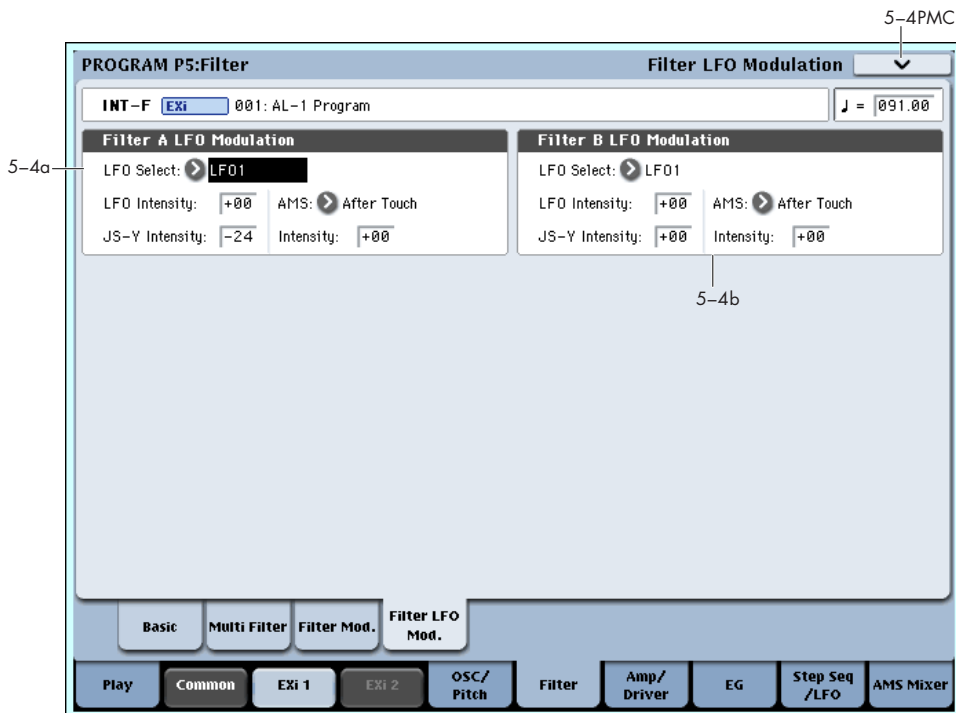 5–4PMC
PROGRAM P5:Filter Filter LFO Modulation
INT–F EXi 001: AL–1 Program ♩ = 091.00
Filter A LFO Modulation
5–4a
LFO Select: LFO1
LFO Intensity: +00 AMS: After Touch
JS–Y Intensity: –24 Intensity: +00
Filter B LFO Modulation
LFO Select: LFO1
LFO Intensity: +00 AMS: After Touch
JS–Y Intensity: +00 Intensity: +00
5–4b
Basic Multi Filter Filter Mod. Filter LFO
Mod.
Play Common EXi 1 EXi 2 OSC/
Pitch Filter Amp/
Driver EG Step Seq
/LFO AMS Mixer